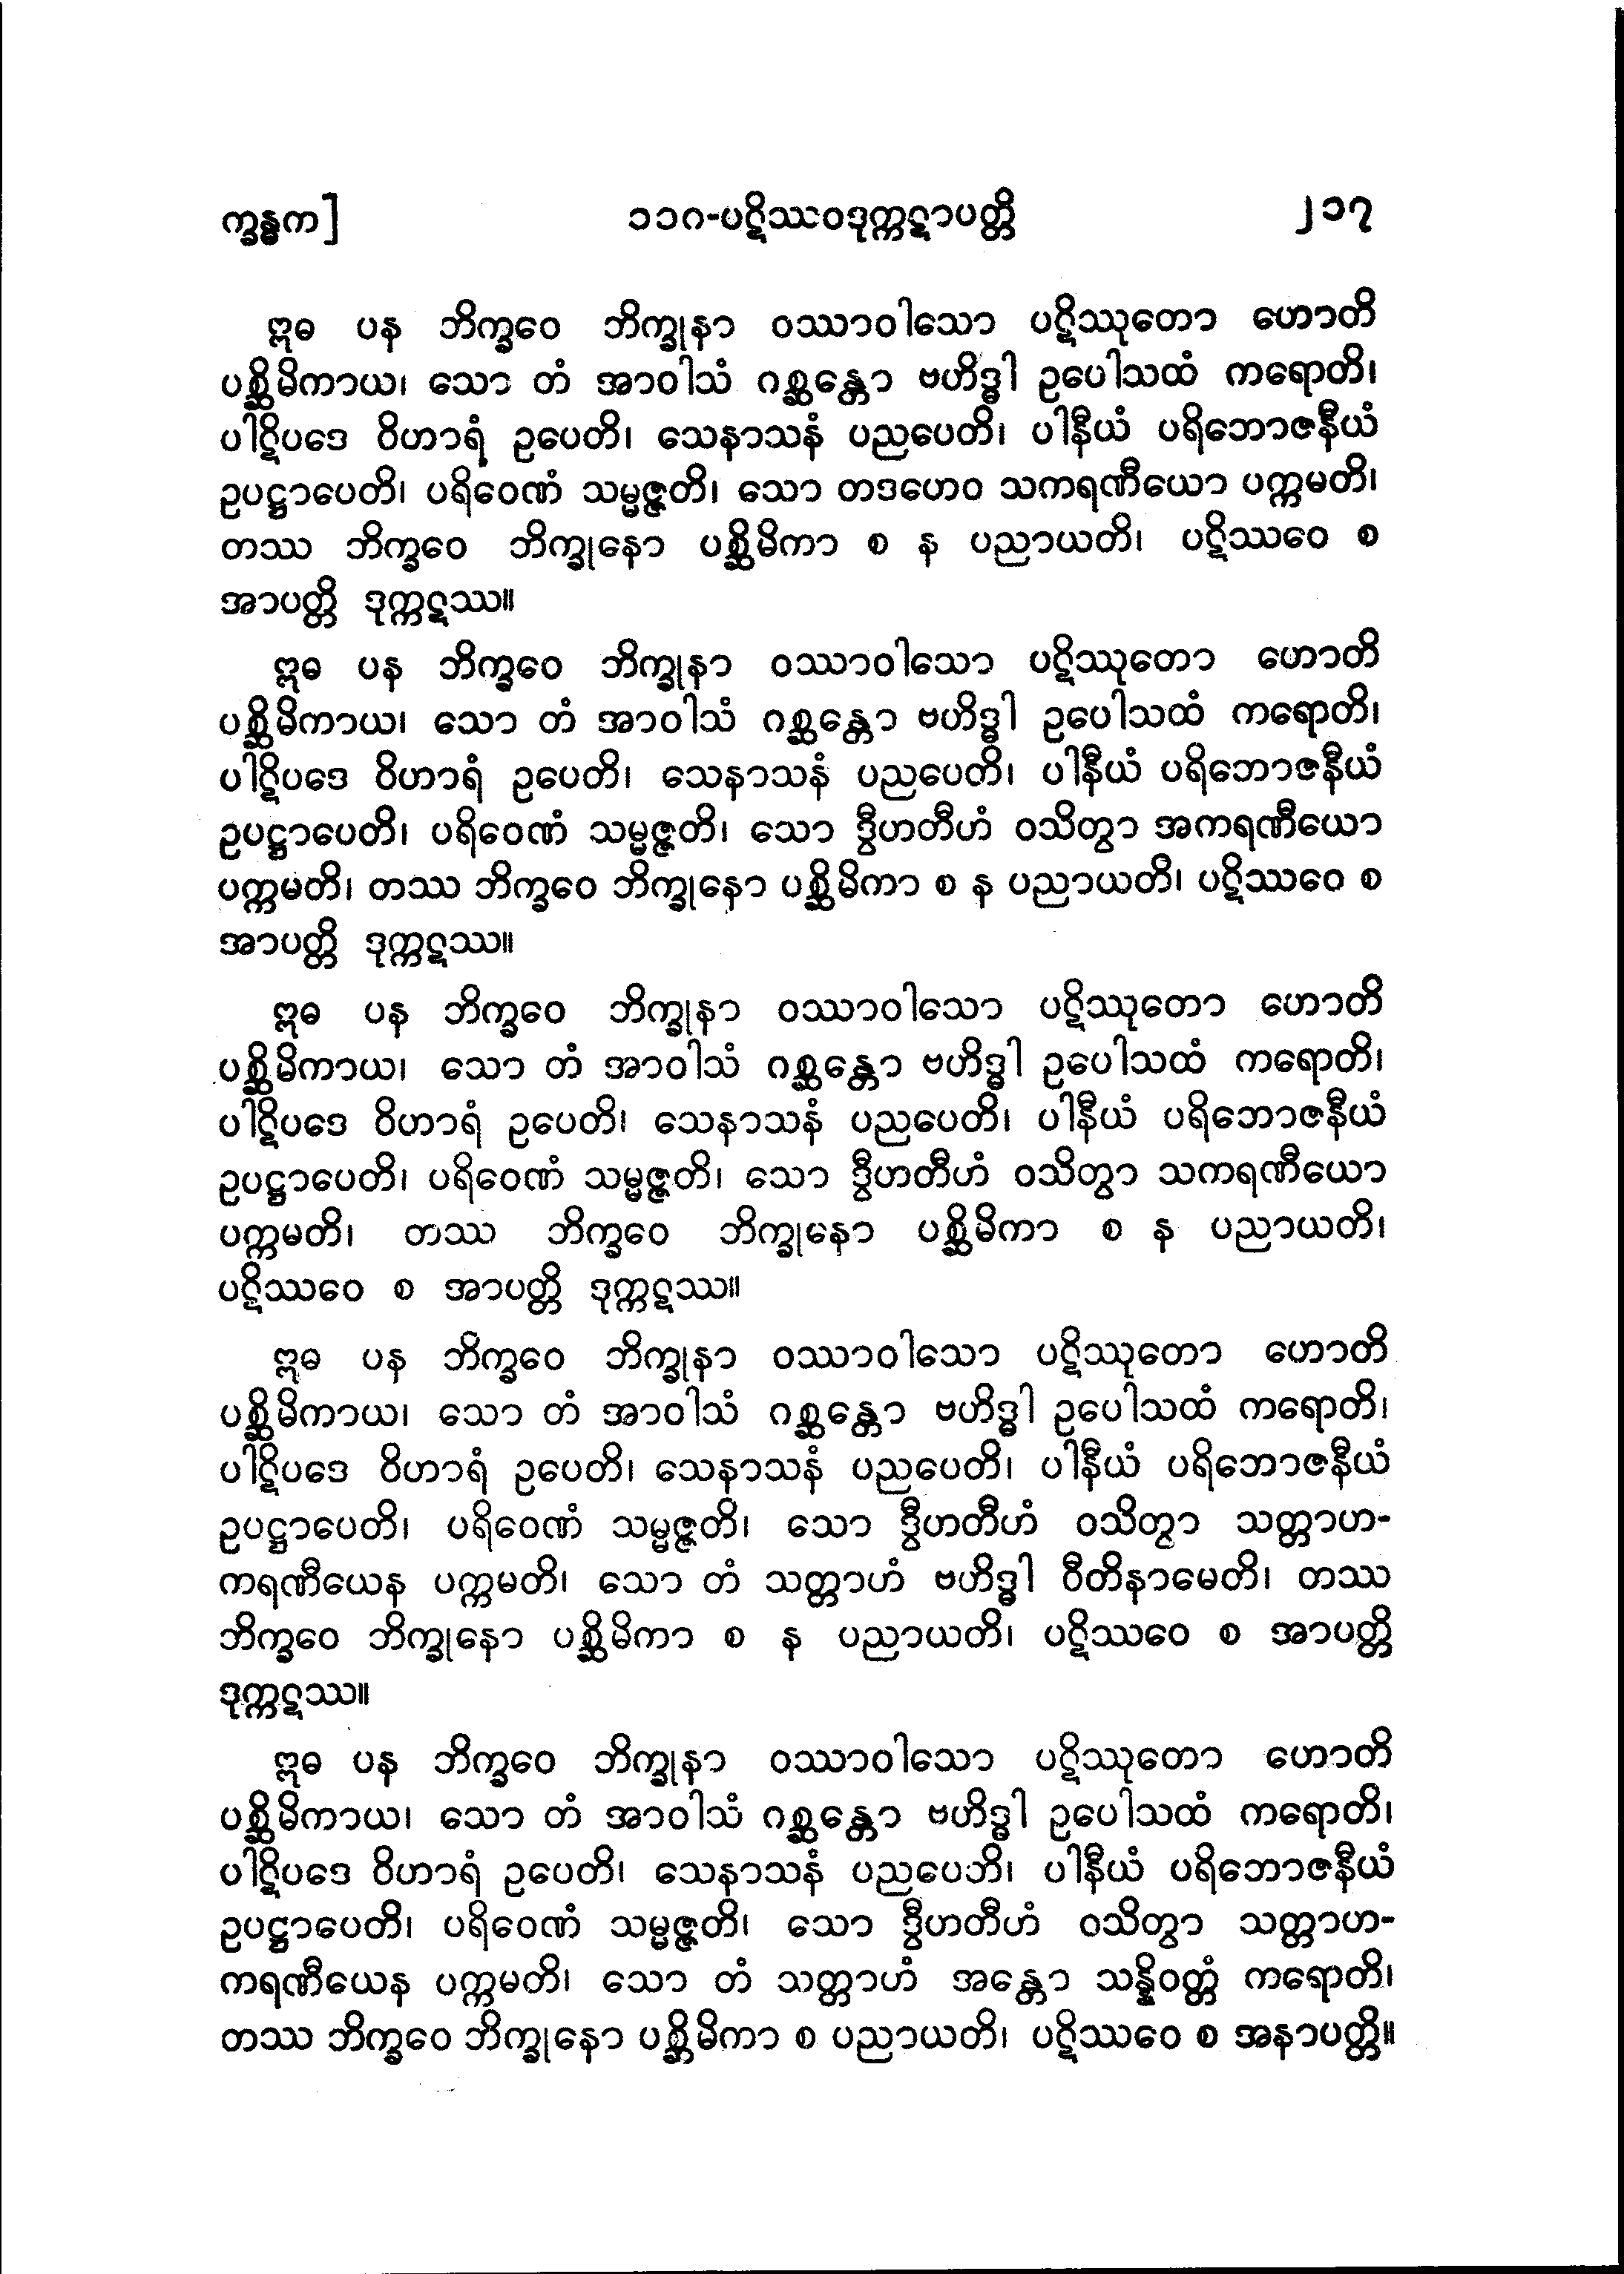 က္ခန္ဓက] ၁၁ဂ-ပဋိဿဝဒုက္ကဋာပတ္တိ ၂၁၇
ဣဓ ပန ဘိက္ခဝေ ဘိက္ခုနာ ဝဿာဝါသော ပဋိဿုတော ဟောတိ
ပစ္ဆိမိကာယ၊ သော တံ အာဝါသံ ဂစ္ဆန္တော ဗဟိဒ္ဓါ ဥပေါသထံ ကရောတိ၊
ပါဋိပဒေ ဝိဟာရံ ဥပေတိ၊ သေနာသနံ ပညပေတိ၊ ပါနီယံ ပရိဘောဇနီယံ
ဥပဋ္ဌာပေတိ၊ ပရိဝေဏံ သမ္မဇ္ဇတိ၊ သော တဒဟေဝ သကရဏီယော ပက္ကမတိ၊
တဿ ဘိက္ခဝေ ဘိက္ခုနော ပစ္ဆိမိကာ စ န ပညာယတိ၊ ပဋိဿဝေ စ
အာပတ္တိ ဒုက္ကဋဿ။
ဣဓ ပန ဘိက္ခဝေ ဘိက္ခုနာ ဝဿာဝါသော ပဋိဿုတော ဟောတိ
ပစ္ဆိမိကာယ၊ သော တံ အာဝါသံ ဂစ္ဆန္တော ဗဟိဒ္ဓါ ဥပေါသထံ ကရောတိ၊
ပါဋိပဒေ ဝိဟာရံ ဥပေတိ၊ သေနာသနံ ပညပေတိ၊ ပါနီယံ ပရိဘောဇနီယံ
ဥပဋ္ဌာပေတိ၊ ပရိဝေဏံ သမ္မဇ္ဇတိ၊ သော ဒွီဟတီဟံ ဝသိတွာ အကရဏီယော
ပက္ကမတိ၊ တဿ ဘိက္ခဝေ ဘိက္ခုနော ပစ္ဆိမိကာ စ န ပညာယတိ၊ ပဋိဿဝေ စ
အာပတ္တိ ဒုက္ကဋဿ။
ဣဓ ပန ဘိက္ခဝေ ဘိက္ခုနာ ဝဿာဝါသော ပဋိဿုတော ဟောတိ
ပစ္ဆိမိကာယ၊ သော တံ အာဝါသံ ဂစ္ဆန္တော ဗဟိဒ္ဓါ ဥပေါသထံ ကရောတိ၊
ပါဋိပဒေ ဝိဟာရံ ဥပေတိ၊ သေနာသနံ ပညပေတိ၊ ပါနီယံ ပရိဘောဇနီယံ
ဥပဋ္ဌာပေတိ၊ ပရိဝေဏံ သမ္မဇ္ဇတိ၊ သော ဒွီဟတီဟံ ဝသိတွာ သကရဏီယော
ပက္ကမတိ၊ တဿ ဘိက္ခဝေ ဘိက္ခုနော ပစ္ဆိမိကာ စ န ပညာယတိ၊
ပဋိဿဝေ စ အာပတ္တိ ဒုက္ကဋဿ။
ဣဓ ပန ဘိက္ခဝေ ဘိက္ခုနာ ဝဿာဝါသော ပဋိဿုတော ဟောတိ
ပစ္ဆိမိကာယ၊ သော တံ အာဝါသံ ဂစ္ဆန္တော ဗဟိဒ္ဓါ ဥပေါသထံ ကရောတိ၊
ပါဋိပဒေ ဝိဟာရံ ဥပေတိ၊ သေနာသနံ ပညပေတိ၊ ပါနီယံ ပရိဘောဇနီယံ
ဥပဋ္ဌာပေတိ၊ ပရိဝေဏံ သမ္မဇ္ဇတိ၊ သော ဒွီဟတီဟံ ဝသိတွာ သတ္တာဟ-
ကရဏီယေန ပက္ကမတိ၊ သော တံ သတ္တာဟံ ဗဟိဒ္ဓါ ဝီတိနာမေတိ၊ တဿ
ဘိက္ခဝေ ဘိက္ခုနော ပစ္ဆိမိကာ စ န ပညာယတိ၊ ပဋိဿဝေ စ အာပတ္တိ
ဒုက္ကဋဿ။
ဣဓ ပန ဘိက္ခဝေ ဘိက္ခုနာ ဝဿာဝါသော ပဋိဿုတော ဟောတိ
ပစ္ဆိမိကာယ၊ သော တံ အာဝါသံ ဂစ္ဆန္တော ဗဟိဒ္ဓါ ဥပေါသထံ ကရောတိ၊
ပါဋိပဒေ ဝိဟာရံ ဥပေတိ၊ သေနာသနံ ပညပေဘိ၊ ပါနီယံ ပရိဘောဇနီယံ
ဥပဋ္ဌာပေတိ၊ ပရိဝေဏံ သမ္မဇ္ဇတိ၊ သော ဒွီဟတီဟံ ဝသိတွာ သတ္တာဟ-
ကရဏီယေန ပက္ကမတိ၊ သော တံ သတ္တာဟံ အန္တော သန္နိဝတ္တံ ကရောတိ၊
တဿ ဘိက္ခဝေ ဘိက္ခုနော ပစ္ဆိမိကာ စ ပညာယတိ၊ ပဋိဿဝေ စ အနာပတ္တိ။